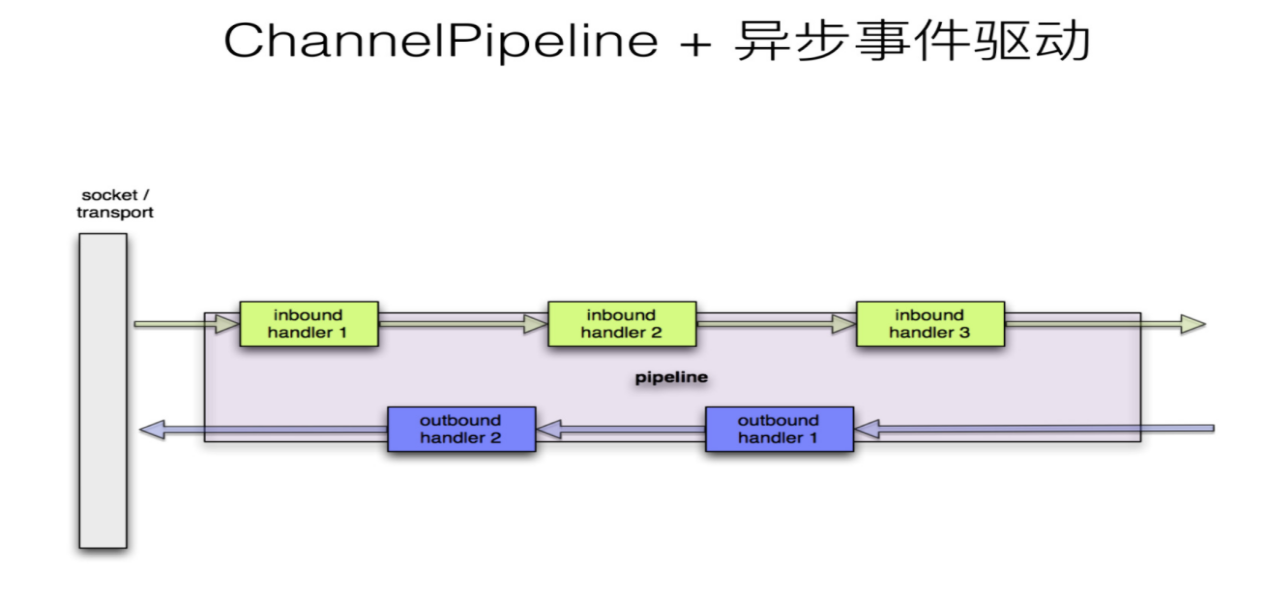 ChannelPipeline + 异步事件驱动
socket /
transport
inbound
handler 1
inbound
handler 2
inbound
handler 3
pipeline
outbound
handler 2
outbound
handler 1